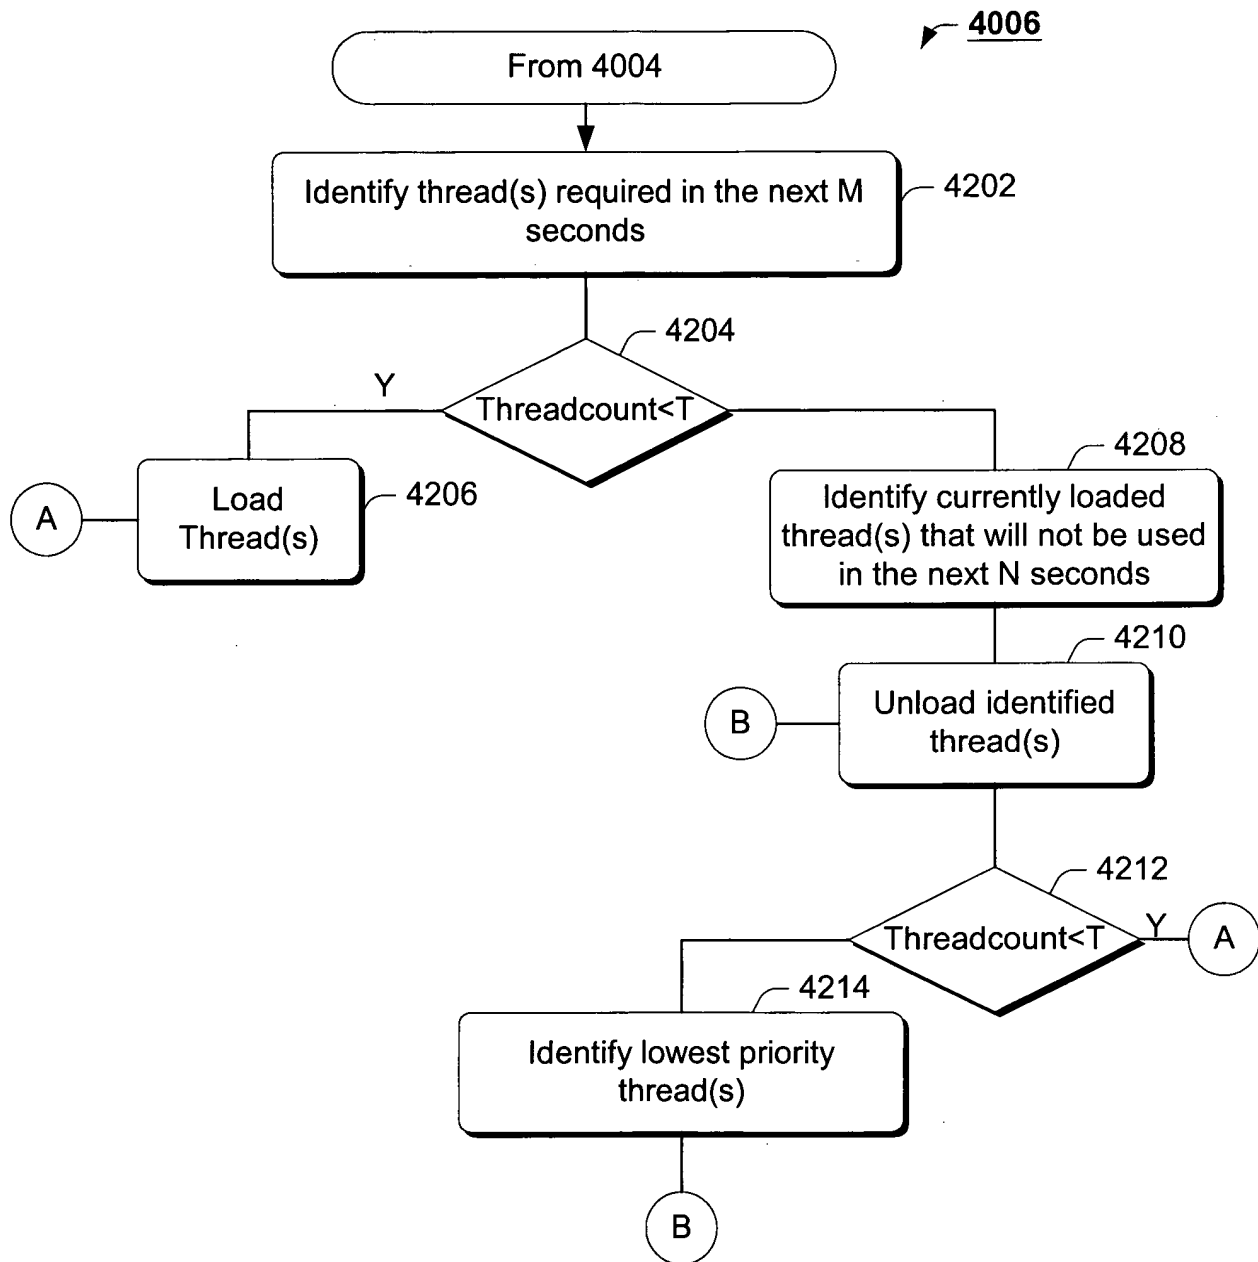 4006
From 4004
Identify thread(s) required in the next M
seconds
4202
4204
Y
Threadcount<T
4208
Load
Thread(s)
4206
A
Identify currently loaded
thread(s) that will not be used
in the next N seconds
4210
Unload identified
thread(s)
B
4212
Threadcount<T
Y
A
4214
Identify lowest priority
thread(s)
B